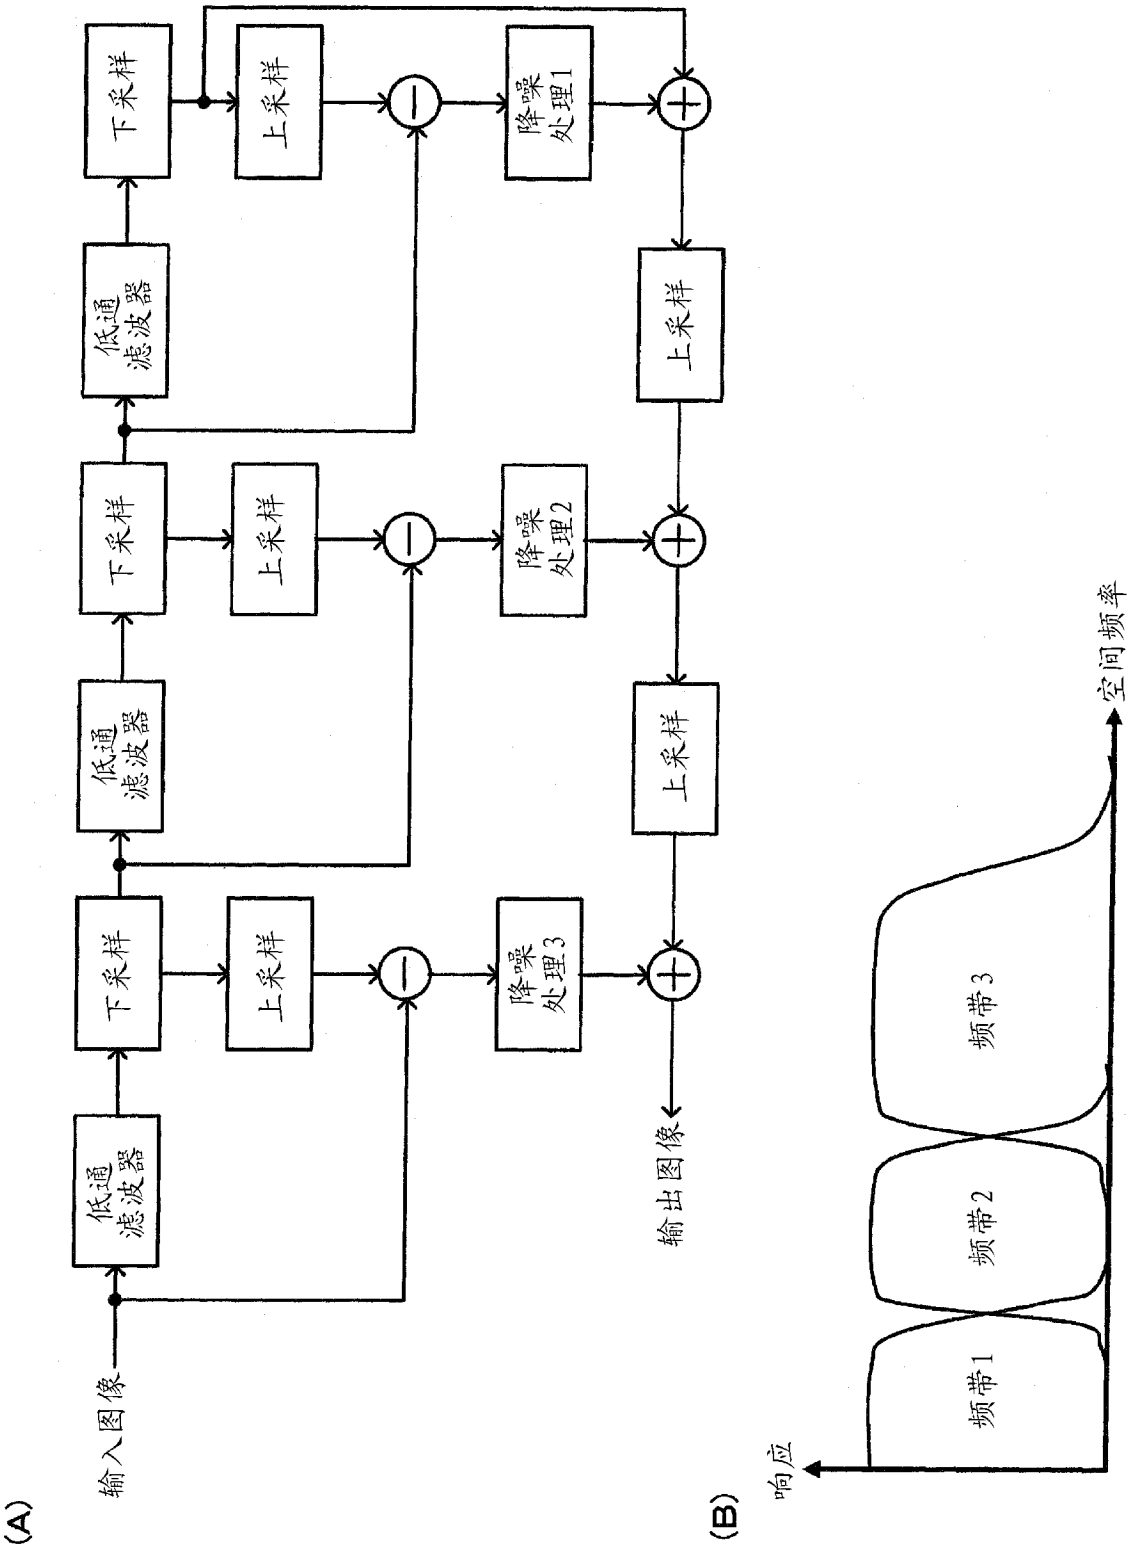 (A)
输入图像
低通
滤波器
下采样
低通
滤波器
下采样
低通
滤波器
下采样
上采样
上采样
上采样
降噪
处理3
降噪
处理2
降噪
处理1
上采样
上采样
输出图像
(B)
响应
频带1
频带2
频带3
空间频率